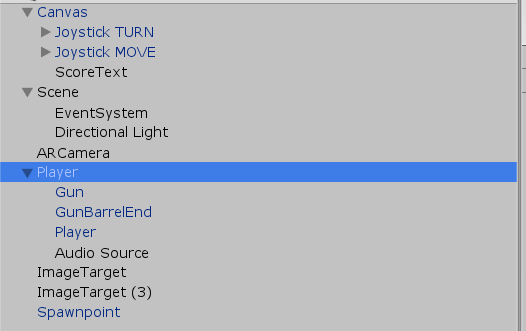 Canvas
Joystick TURN
Joystick MOVE
ScoreText
Scene
EventSystem
Directional Light
ARCamera
Player
Gun
GunBarrelEnd
Player
Audio Source
ImageTarget
ImageTarget (3)
Spawnpoint